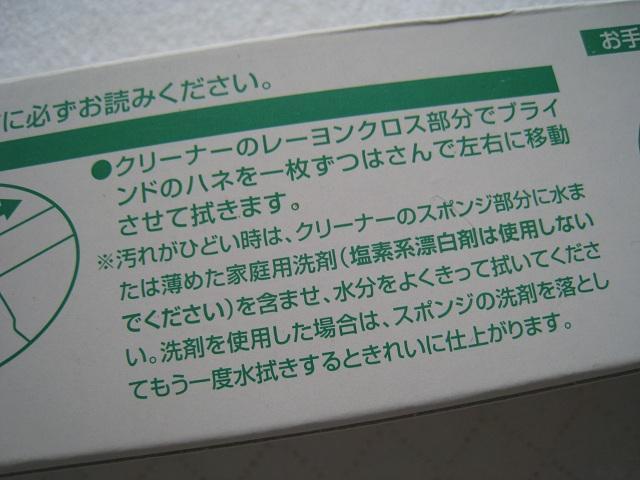 に必ずお読みください。
お手
●クリーナーのレーヨンクロス部分でブライ
ンドのハネを一枚ずつはさんで左右に移動
させて拭きます。
※汚れがひどい時は、クリーナーのスポンジ部分に水ま
たは薄めた家庭用洗剤(塩素系漂白剤は使用しない
でください)を含ませ、水分をよくきって拭いてくださ
い。洗剤を使用した場合は、スポンジの洗剤を落とし
てもう一度水拭きするときれいに仕上がります。